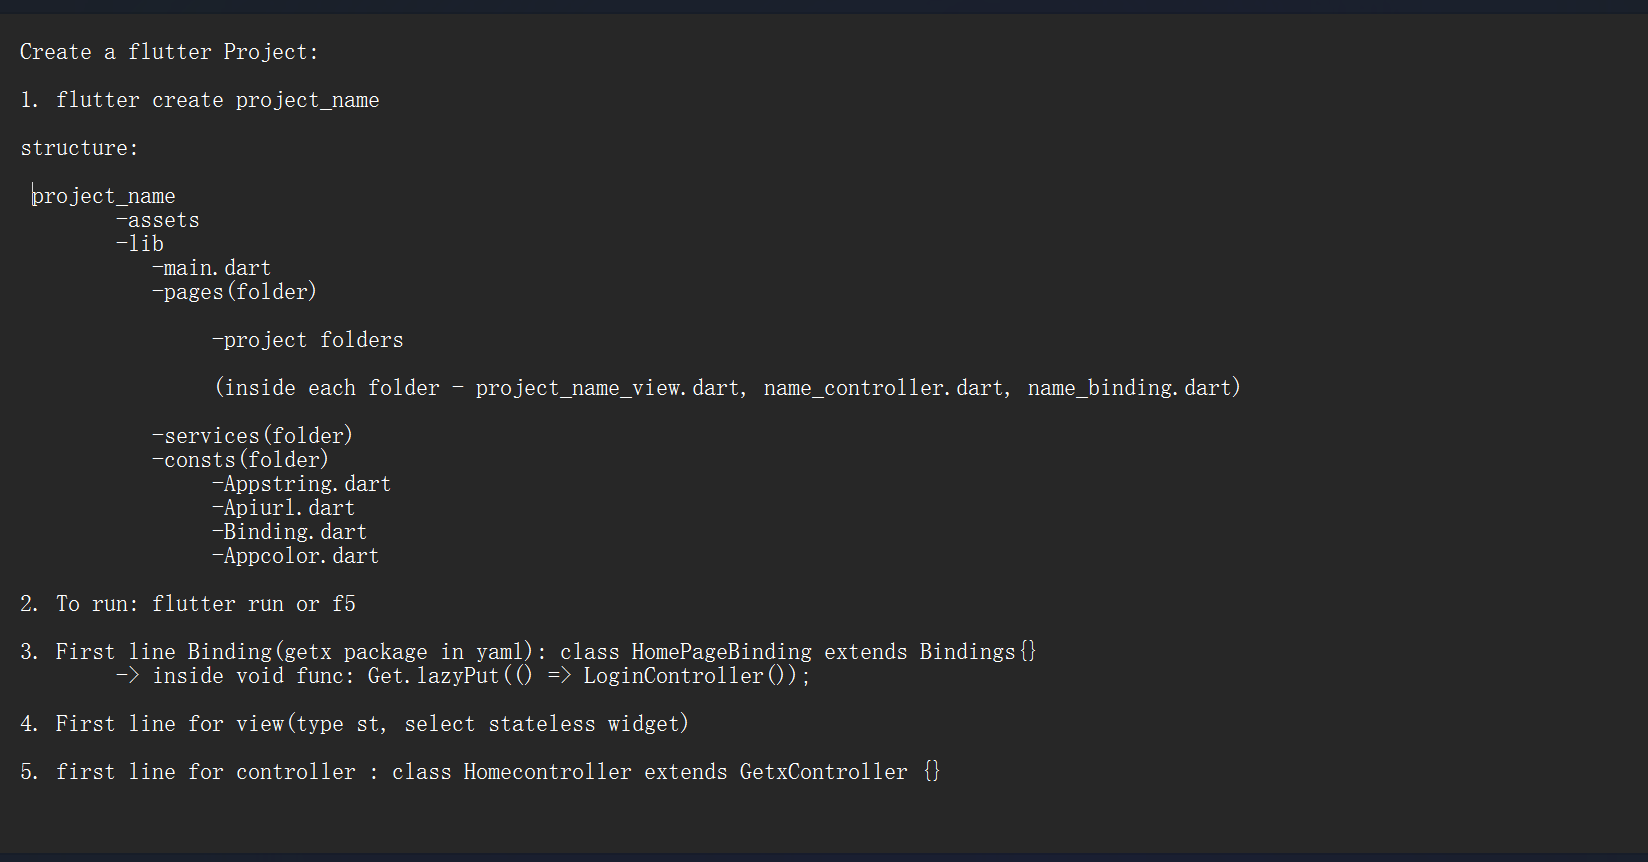 Create a flutter Project:
1. flutter create project_name
structure:
project_name
-assets
-lib
-main.dart
-pages(folder)
-project folders
(inside each folder - project_name_view.dart, name_controller.dart, name_binding.dart)
-services(folder)
-consts(folder)
-Appstring.dart
-Apiurl.dart
-Binding.dart
-Appcolor.dart
2. To run: flutter run or f5
3. First line Binding(getx package in yaml): class HomePageBinding extends Bindings{}
-> inside void func: Get.lazyPut(() => LoginController());
4. First line for view(type st, select stateless widget)
5. first line for controller : class Homecontroller extends GetxController {}